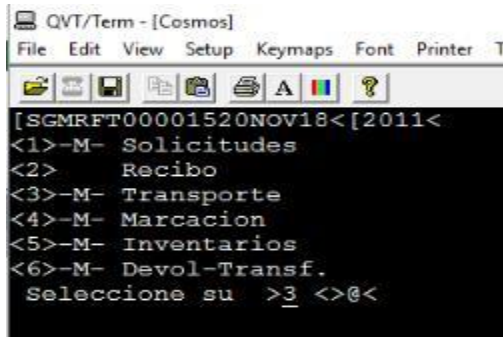 QVT/Term - [Cosmos]
File Edit View Setup Keymaps Font Printer
A ?
[SGMRFT00001520NOV18<[2011<
<1>-M- Solicitudes
<2> Recibo
<3>-M- Transporte
<4>-M- Marcacion
<5>-M- Inventarios
<6>-M- Devol-Transf.
Seleccione su >3 <>@<